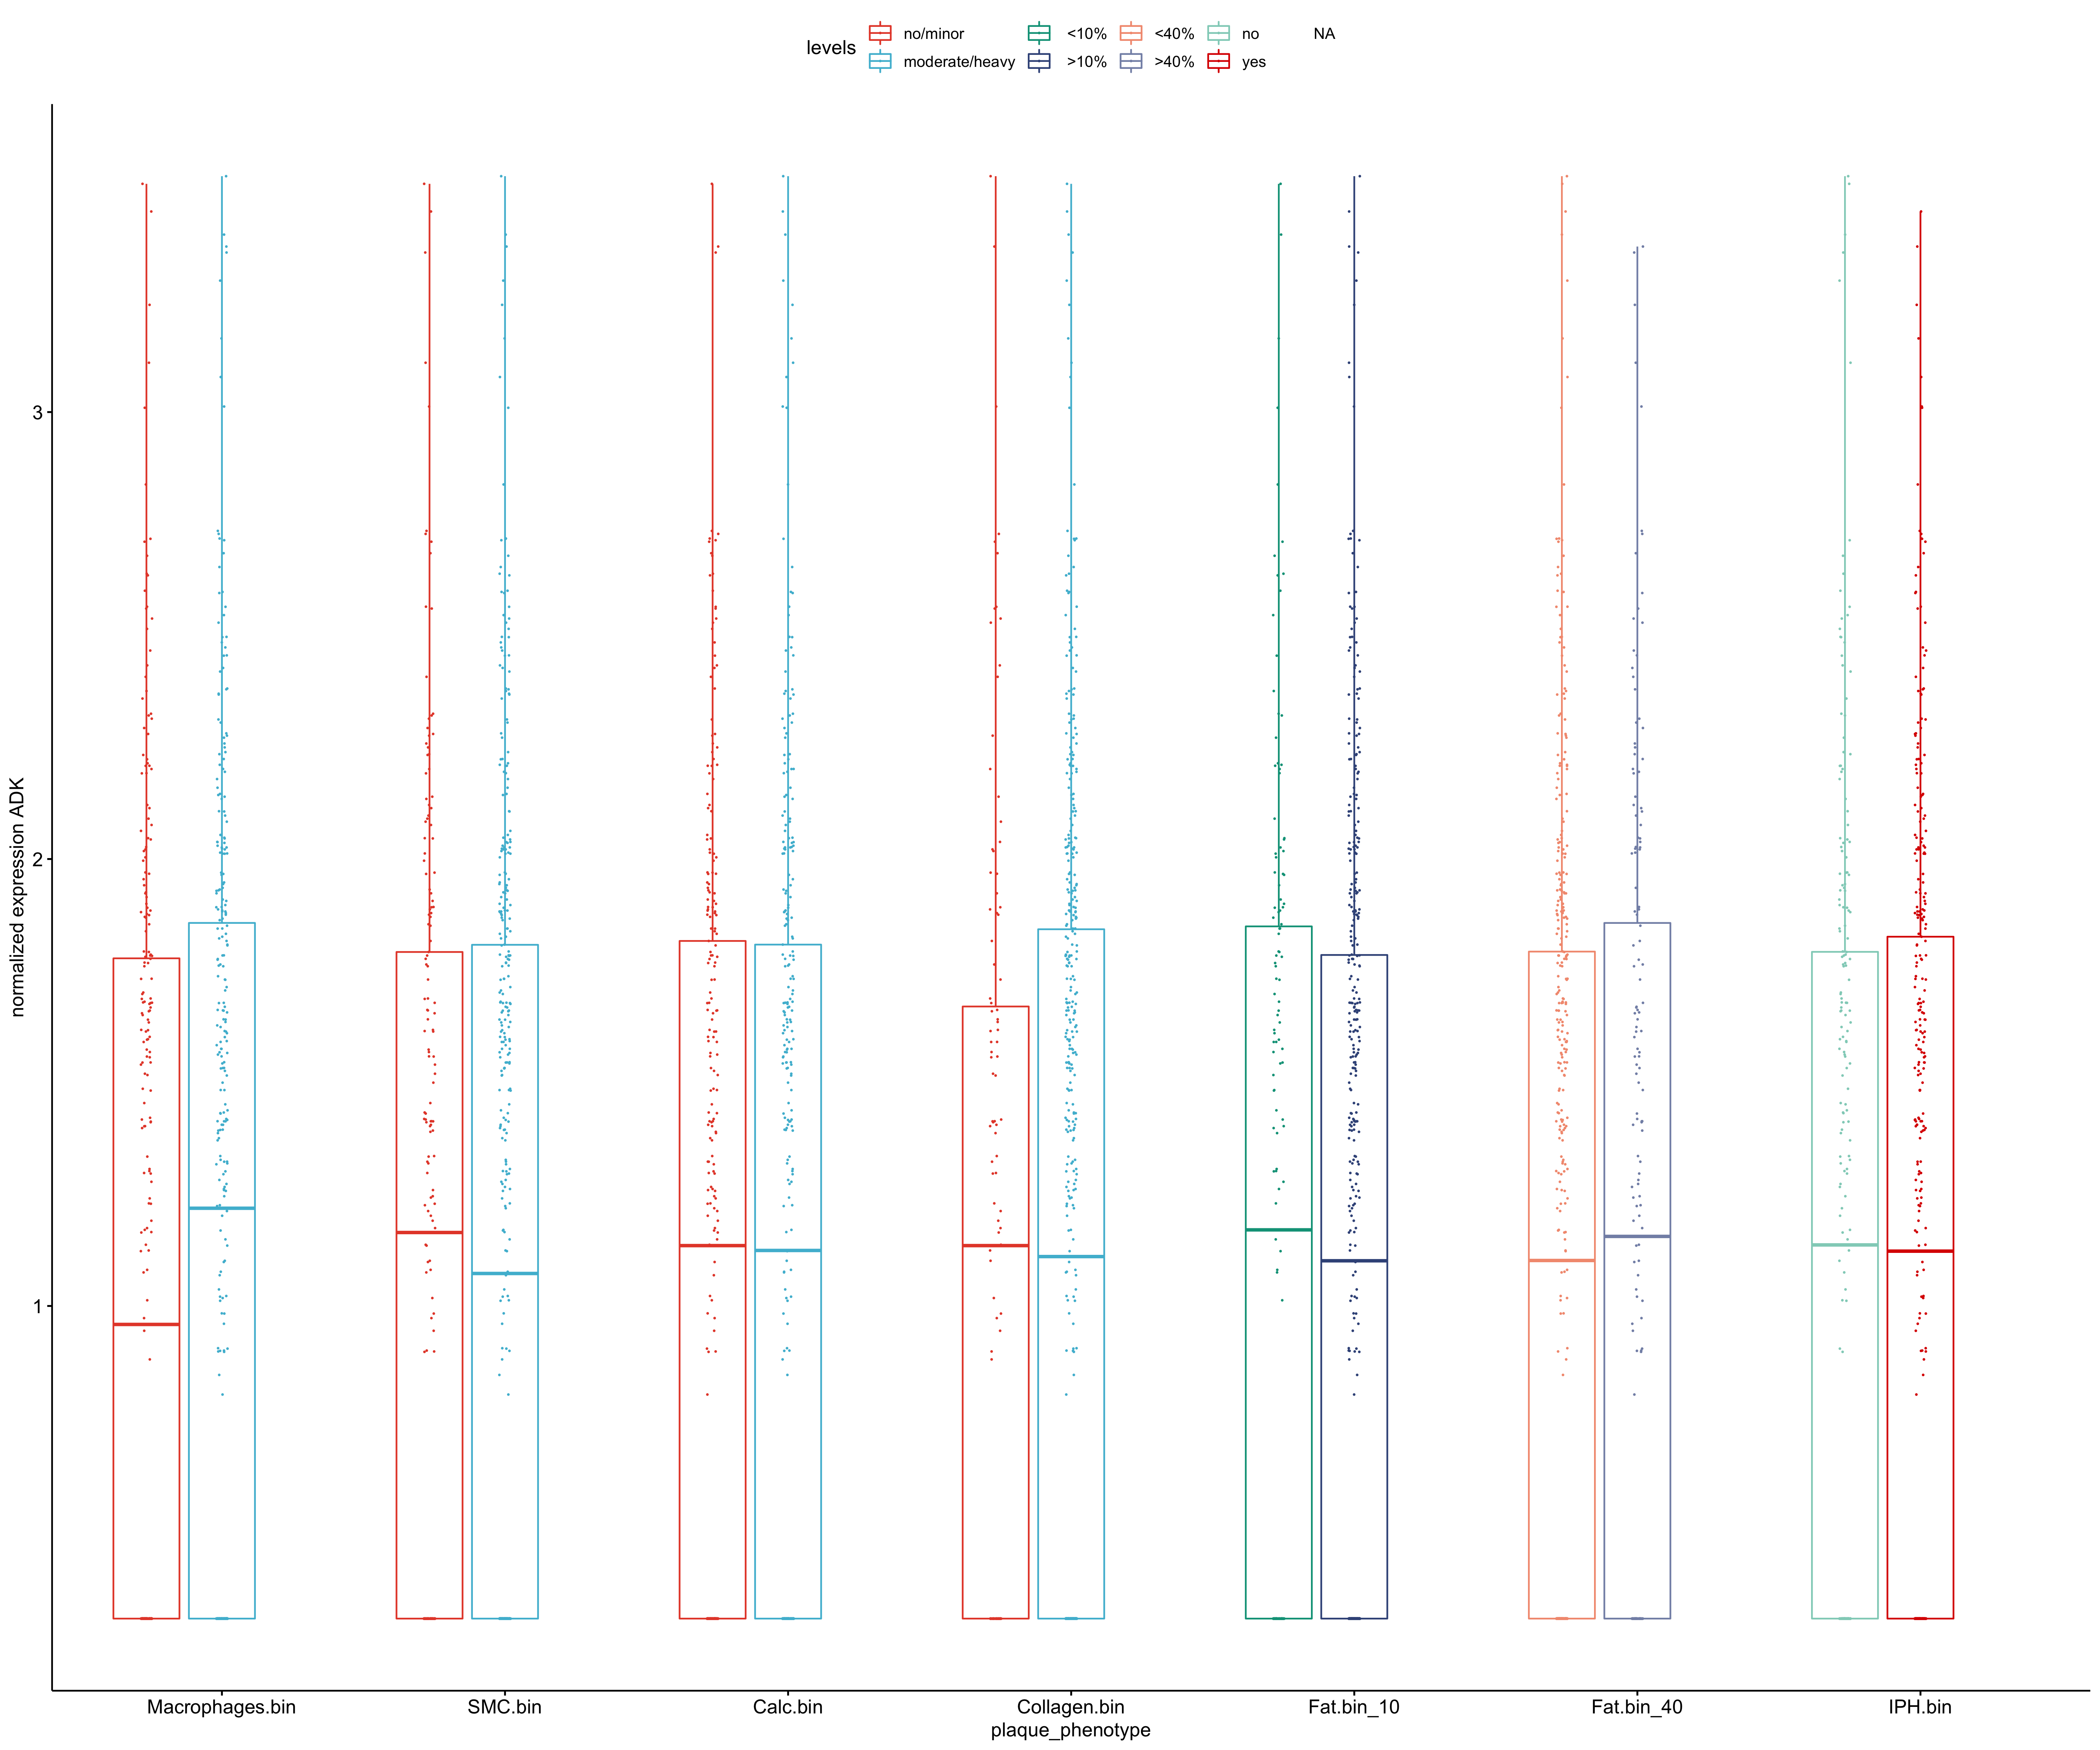 levels
no/minor
<10%
<40%
no
NA
moderate/heavy
>10%
>40%
yes
normalized expression ADK
3
2
1
Macrophages.bin
SMC.bin
Calc.bin
Collagen.bin
Fat.bin_10
Fat.bin_40
IPH.bin
plaque_phenotype